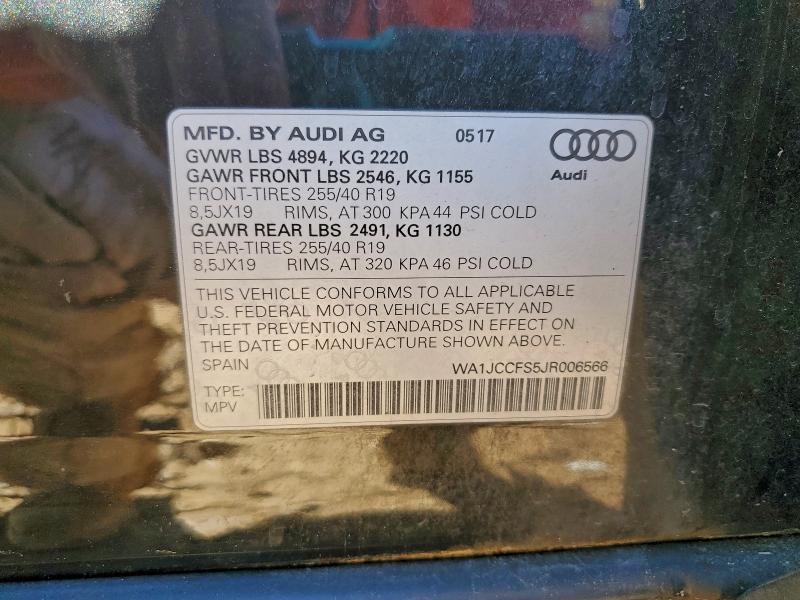 MFD. BY AUDI AG 0517
Audi
GVWR LBS 4894, KG 2220
GAWR FRONT LBS 2546, KG 1155
FRONT-TIRES 255/40 R19
8,5JX19 RIMS, AT 300 KPA 44 PSI COLD
GAWR REAR LBS 2491, KG 1130
REAR-TIRES 255/40 R19
8,5JX19 RIMS, AT 320 KPA 46 PSI COLD
THIS VEHICLE CONFORMS TO ALL APPLICABLE
U.S. FEDERAL MOTOR VEHICLE SAFETY AND
THEFT PREVENTION STANDARDS IN EFFECT ON
THE DATE OF MANUFACTURE SHOWN ABOVE.
SPAIN WA1JCCFS5JR006566
TYPE:
MPV